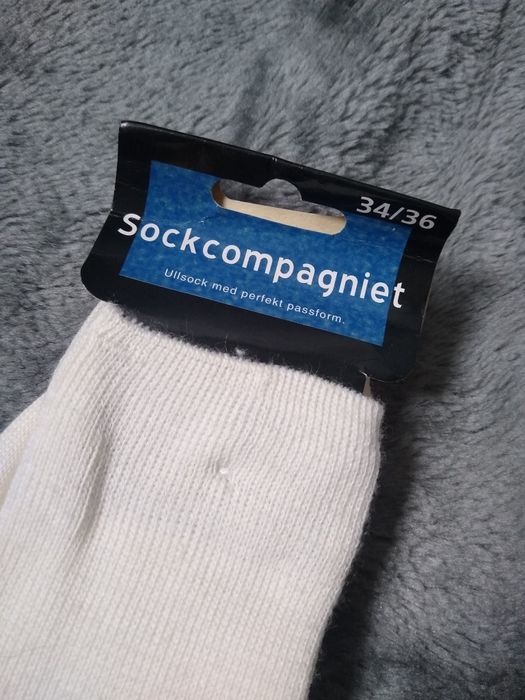 34/36
Sockcompagniet
Ullsock med perfekt passform.